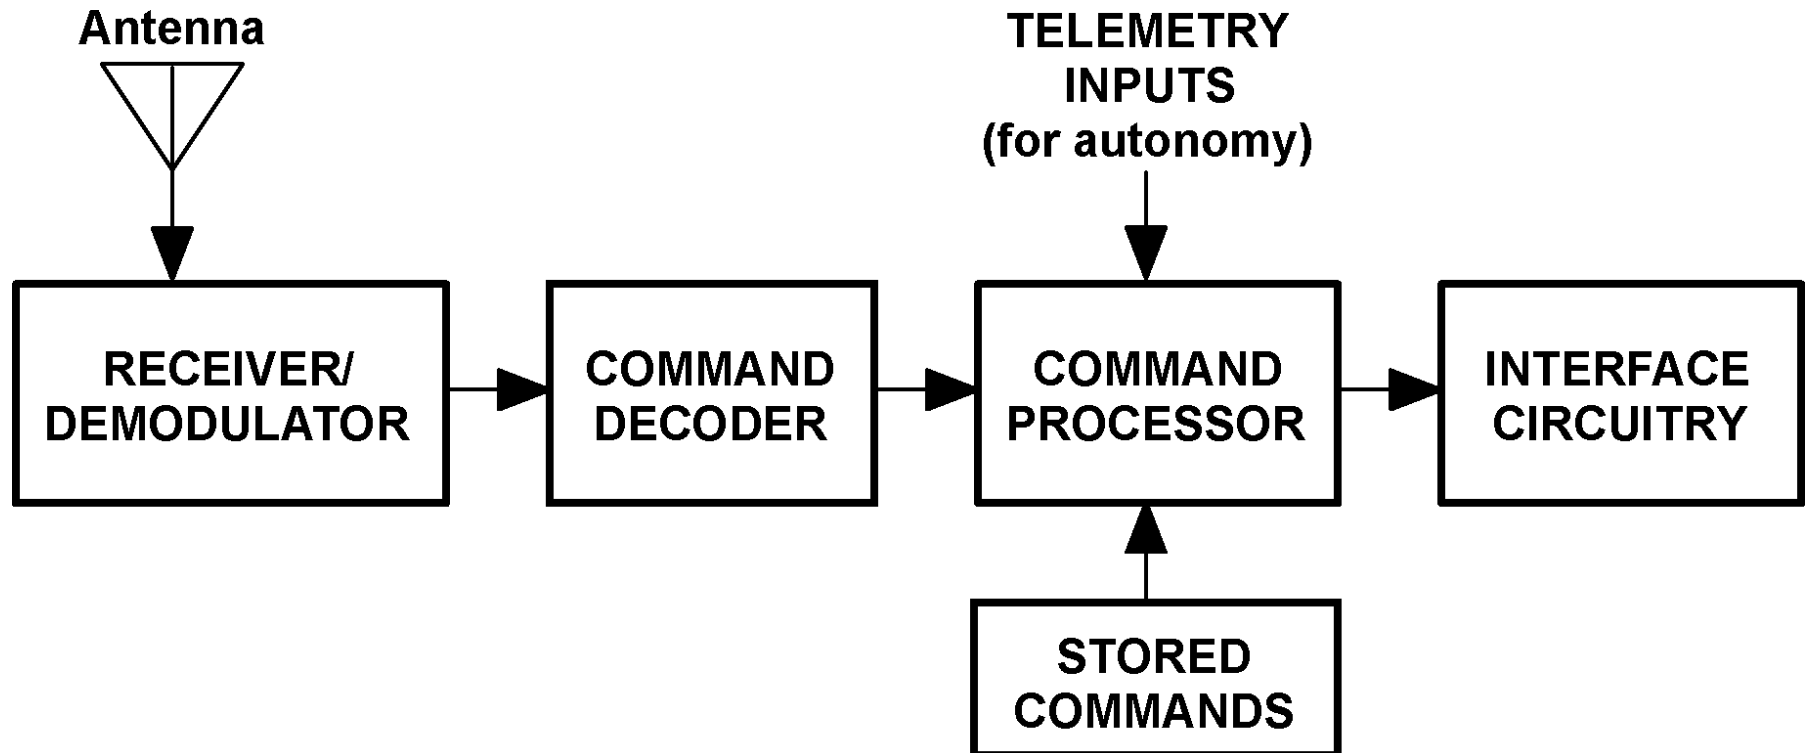 Antenna
TELEMETRY
INPUTS
(for autonomy)
RECEIVER/
DEMODULATOR
COMMAND
DECODER
COMMAND
PROCESSOR
INTERFACE
CIRCUITRY
STORED
COMMANDS